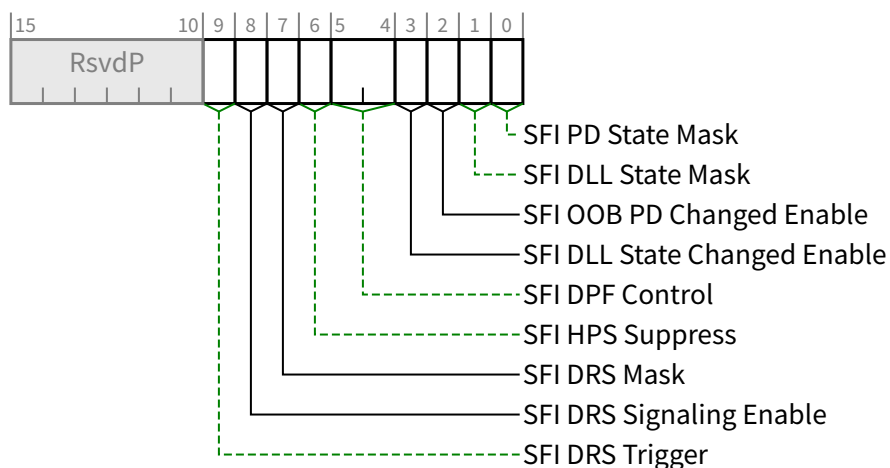 15 10 9 8 7 6 5 4 3 2 1 0
RsvdP
SFI PD State Mask
SFI DLL State Mask
SFI OOB PD Changed Enable
SFI DLL State Changed Enable
SFI DPF Control
SFI HPS Suppress
SFI DRS Mask
SFI DRS Signaling Enable
SFI DRS Trigger